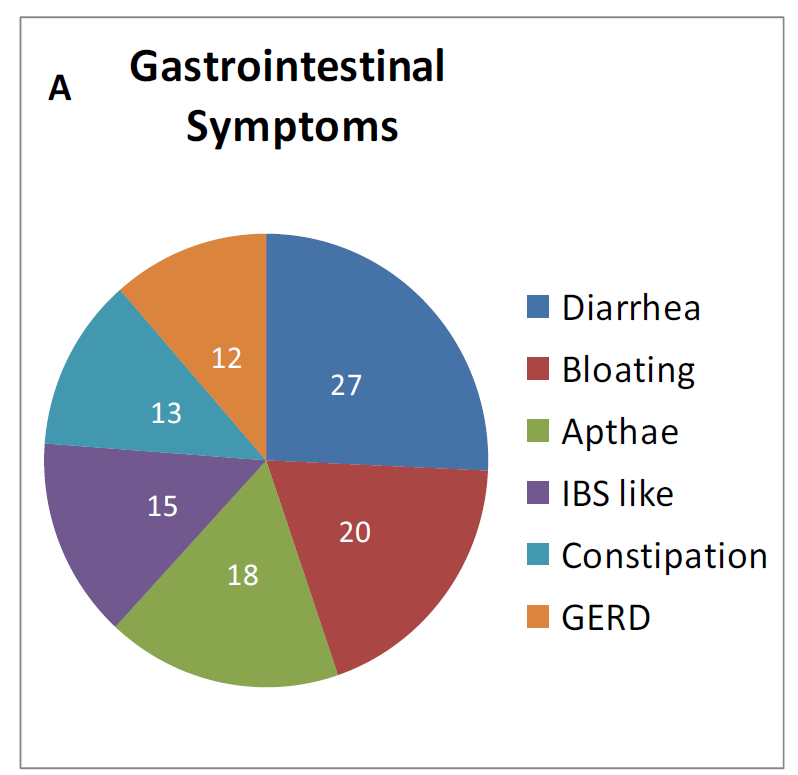 A
Gastrointestinal
Symptoms
27
20
18
15
13
12
Diarrhea
Bloating
Apthae
IBS like
Constipation
GERD